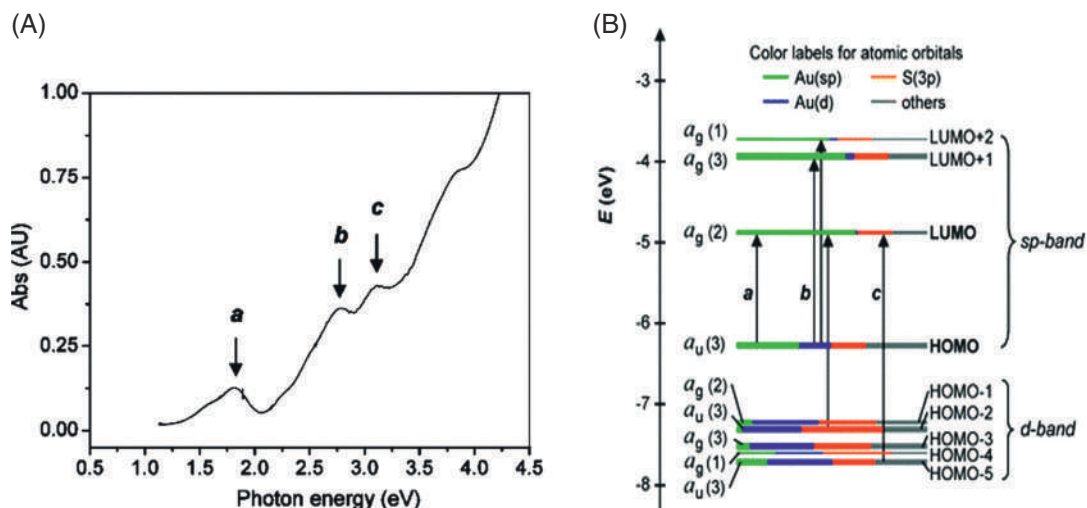 (A)
1.00
0.75
0.50
0.25
0.00
Abs (AU)
a
b
c
0.5 1.0 1.5 2.0 2.5 3.0 3.5 4.0 4.5
Photon energy (eV)
(B)
Color labels for atomic orbitals
Au(sp) S(3p)
Au(d) others
E (eV)
-3
-4
-5
-6
-7
-8
ag (1) LUMO+2
ag (3) LUMO+1
ag (2) LUMO
sp-band
a b c
au (3) HOMO
ag (2) HOMO-1
au (3) HOMO-2
ag (3) HOMO-3
ag (1) HOMO-4
au (3) HOMO-5
d-band